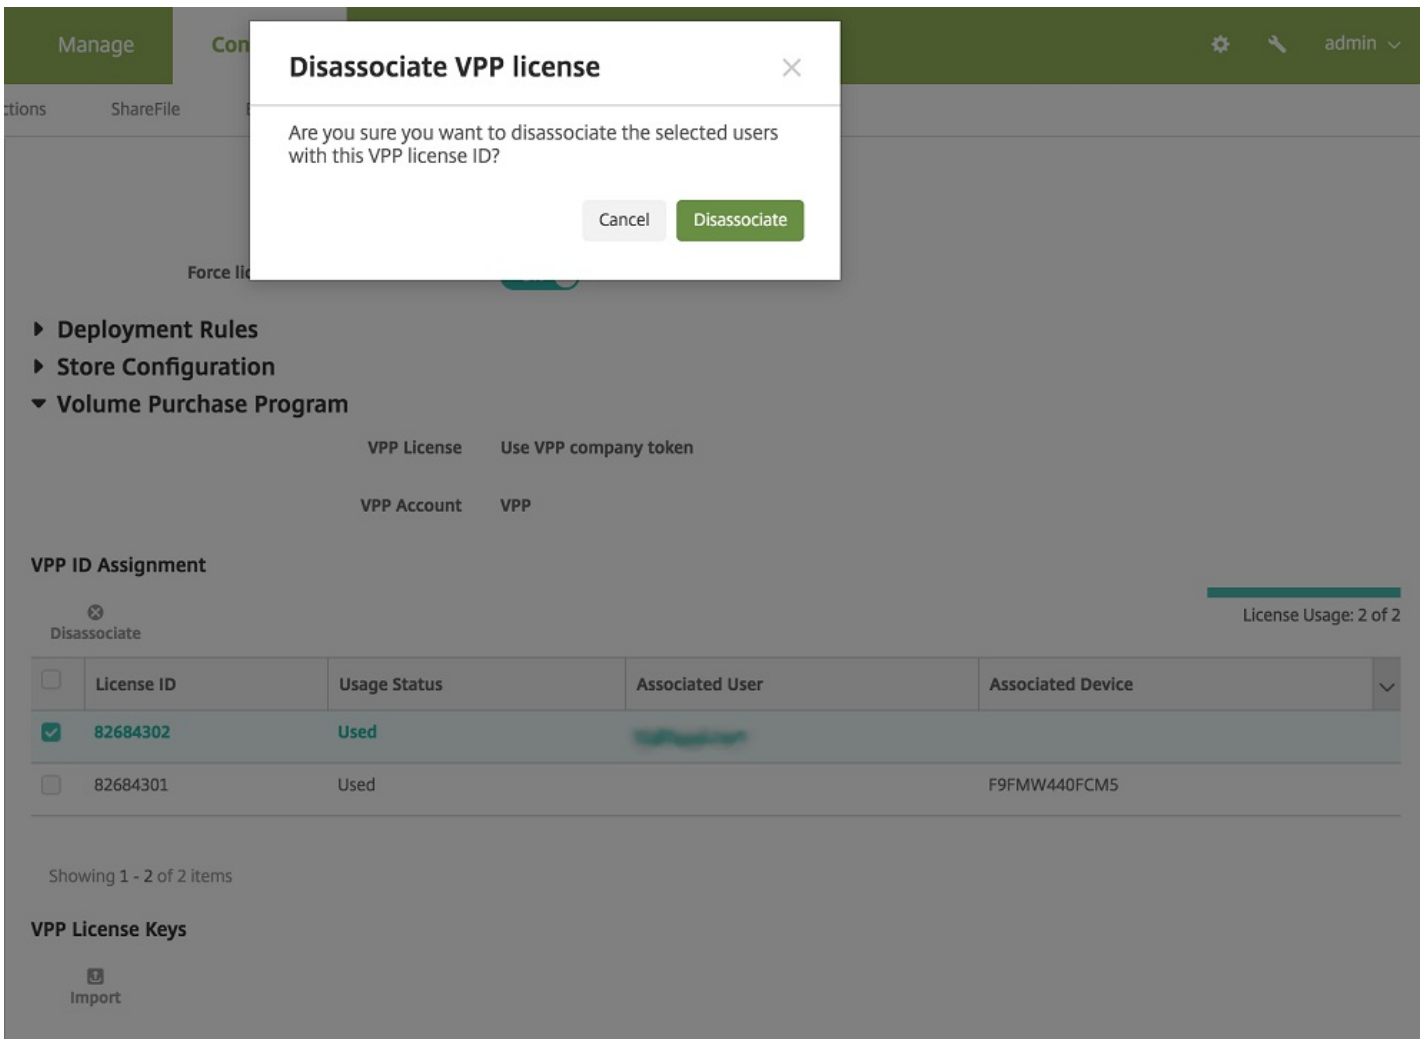 Manage
Con
admin
Disassociate VPP license
ctions
ShareFile
Are you sure you want to disassociate the selected users
with this VPP license ID?
Cancel
Disassociate
Force lic
Deployment Rules
Store Configuration
Volume Purchase Program
VPP License
Use VPP company token
VPP Account
VPP
VPP ID Assignment
Disassociate
License Usage: 2 of 2
License ID
Usage Status
Associated User
Associated Device
82684302
Used
82684301
Used
F9FMW440FCM5
Showing 1 - 2 of 2 items
VPP License Keys
Import